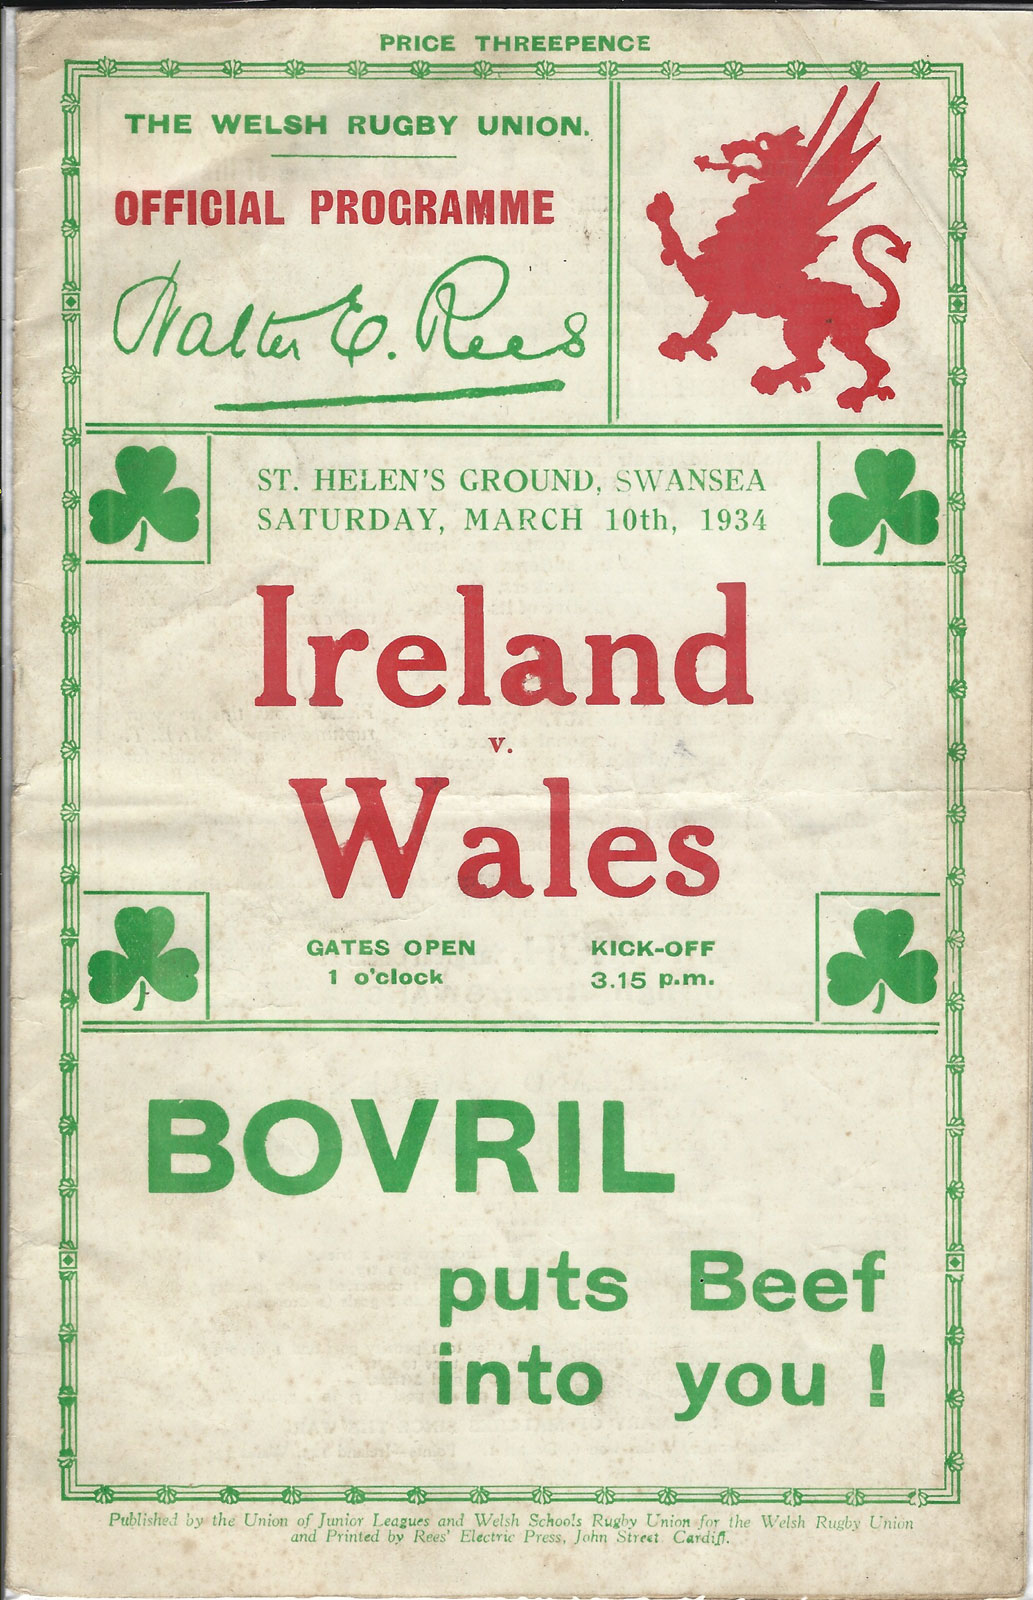 PRICE THREEPENCE
THE WELSH RUGBY UNION.
OFFICIAL PROGRAMME
Walter E. Rees
ST. HELEN'S GROUND, SWANSEA
SATURDAY, MARCH 10th, 1934
Ireland
v.
Wales
GATES OPEN
1 o'clock
KICK-OFF
3.15 p.m.
BOVRIL
puts Beef
into you !
Published by the Union of Junior Leagues and Welsh Schools Rugby Union for the Welsh Rugby Union
and Printed by Rees' Electric Press, John Street Cardiff.